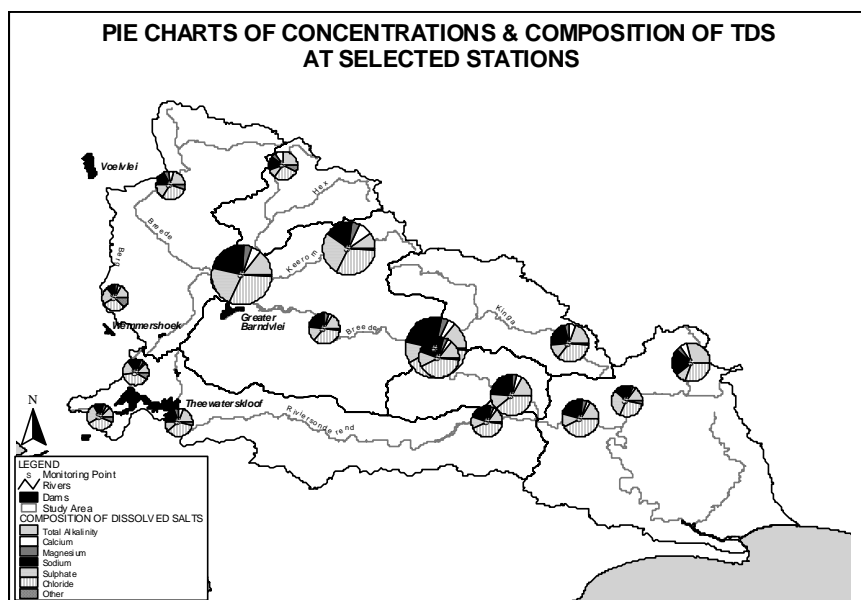 PIE CHARTS OF CONCENTRATIONS & COMPOSITION OF TDS
AT SELECTED STATIONS
Voelvlei
Hex
Breede
Berg
Keerom
Wemmershoek
Greater
Barndvlei
Breede
Kinga
Theewaterskloof
Riviersonderend
N
LEGEND
s Monitoring Point
Rivers
Dams
Study Area
COMPOSITION OF DISSOLVED SALTS
Total Alkalinity
Calcium
Magnesium
Sodium
Sulphate
Chloride
Other